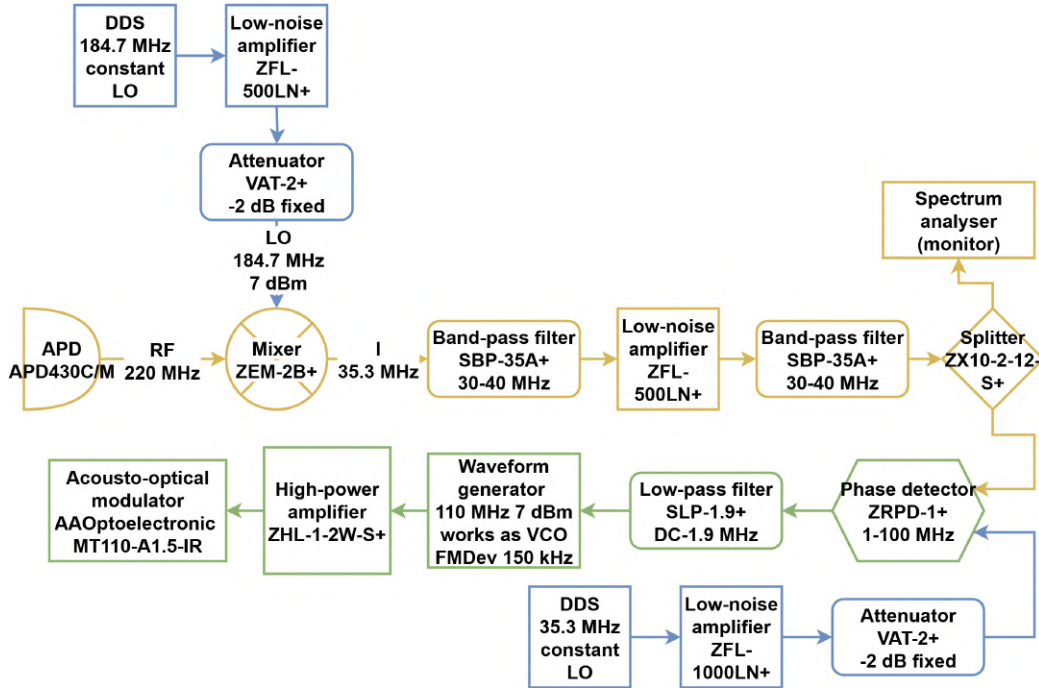 DDS
184.7 MHz
constant
LO
Low-noise
amplifier
ZFL-
500LN+
Attenuator
VAT-2+
-2 dB fixed
LO
184.7 MHz
7 dBm
Spectrum
analyser
(monitor)
APD
APD430C/M
RF
220 MHz
Mixer
ZEM-2B+
I
35.3 MHz
Band-pass filter
SBP-35A+
30-40 MHz
Low-noise
amplifier
ZFL-
500LN+
Band-pass filter
SBP-35A+
30-40 MHz
Splitter
ZX10-2-12-
S+
Acousto-optical
modulator
AAOptoelectronic
MT110-A1.5-IR
High-power
amplifier
ZHL-1-2W-S+
Waveform
generator
110 MHz 7 dBm
works as VCO
FMDev 150 kHz
Low-pass filter
SLP-1.9+
DC-1.9 MHz
Phase detector
ZRPD-1+
1-100 MHz
DDS
35.3 MHz
constant
LO
Low-noise
amplifier
ZFL-
1000LN+
Attenuator
VAT-2+
-2 dB fixed